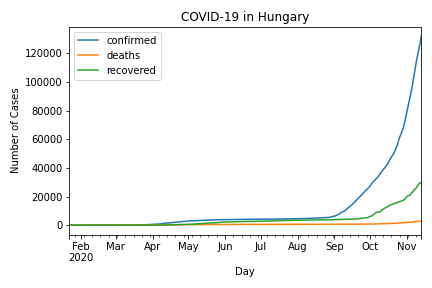 COVID-19 in Hungary
confirmed
deaths
recovered
Number of Cases
120000
100000
80000
60000
40000
20000
0
Feb Mar Apr May Jun Jul Aug Sep Oct Nov
2020
Day